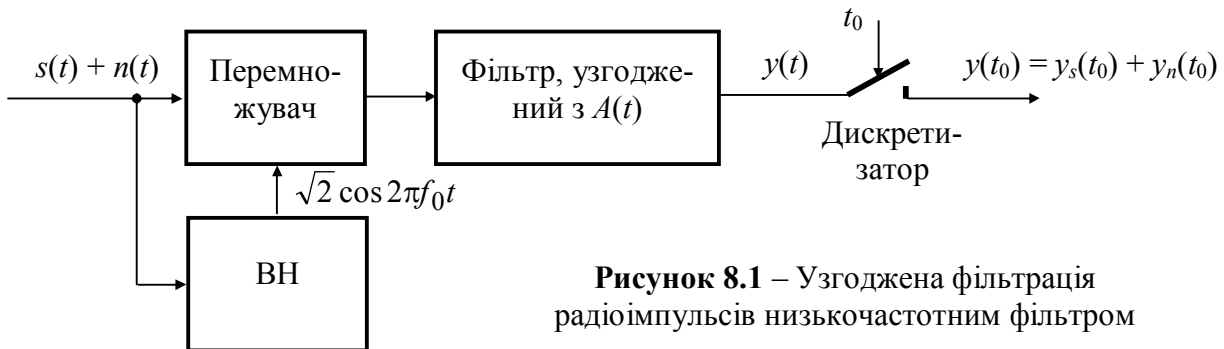 t₀
s(t) + n(t)
Перемно-
жувач
Фільтр, узгодже-
ний з A(t)
y(t)
y(t₀) = yₛ(t₀) + yₙ(t₀)
Дискрети-
затор
√2 cos 2πf₀t
ВН
Рисунок 8.1 – Узгоджена фільтрація
радіоімпульсів низькочастотним фільтром